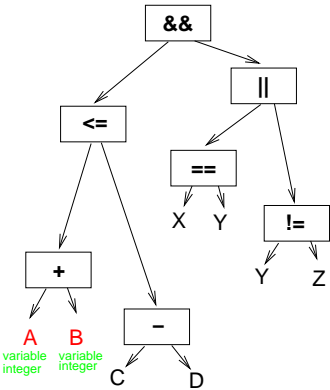 &&
||
<=
==
!=
X Y
+
Y Z
A B
variable variable
integer integer
-
C D